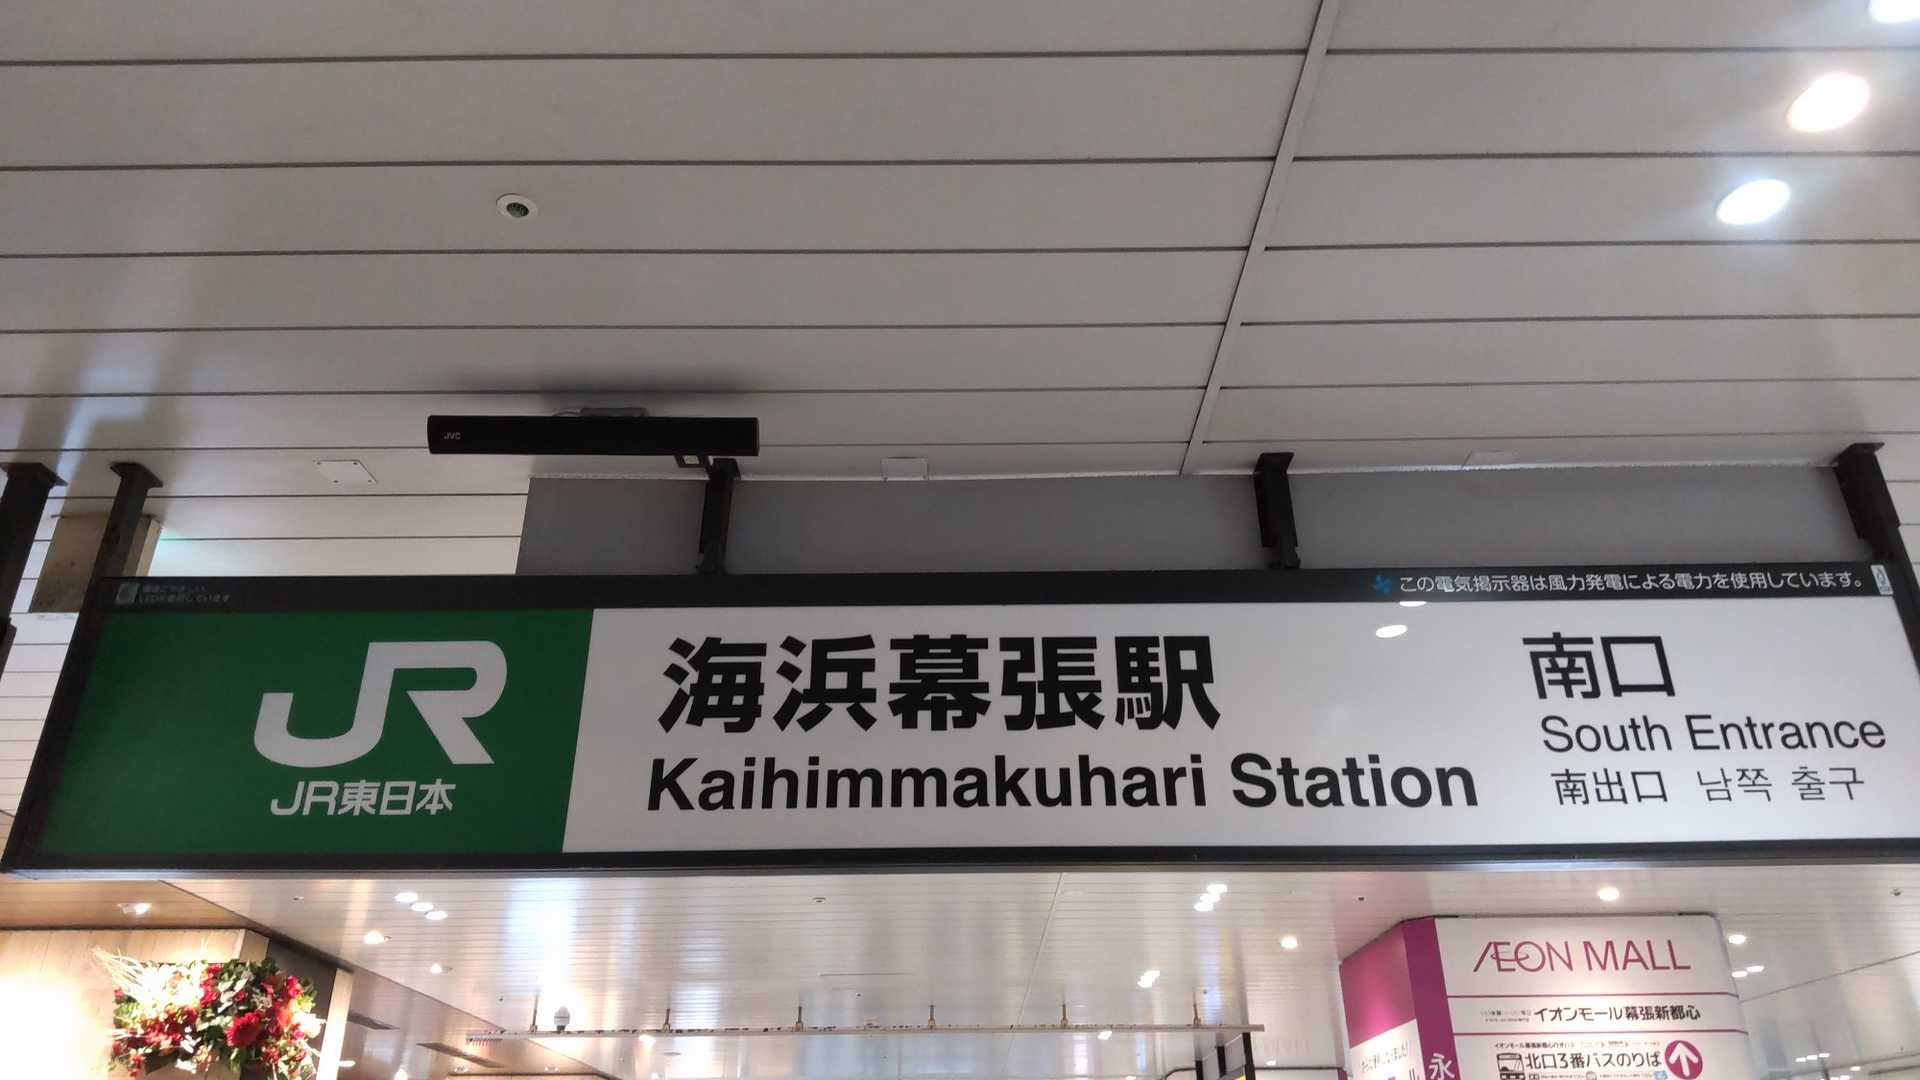 JVC
この電気掲示器は風力発電による電力を使用しています。
JR
JR東日本
海浜幕張駅
Kaihimmakuhari Station
南口
South Entrance
南出口 남쪽 출구
ÆON MALL
イオンモール幕張新都心
北口3番バスのりば
永